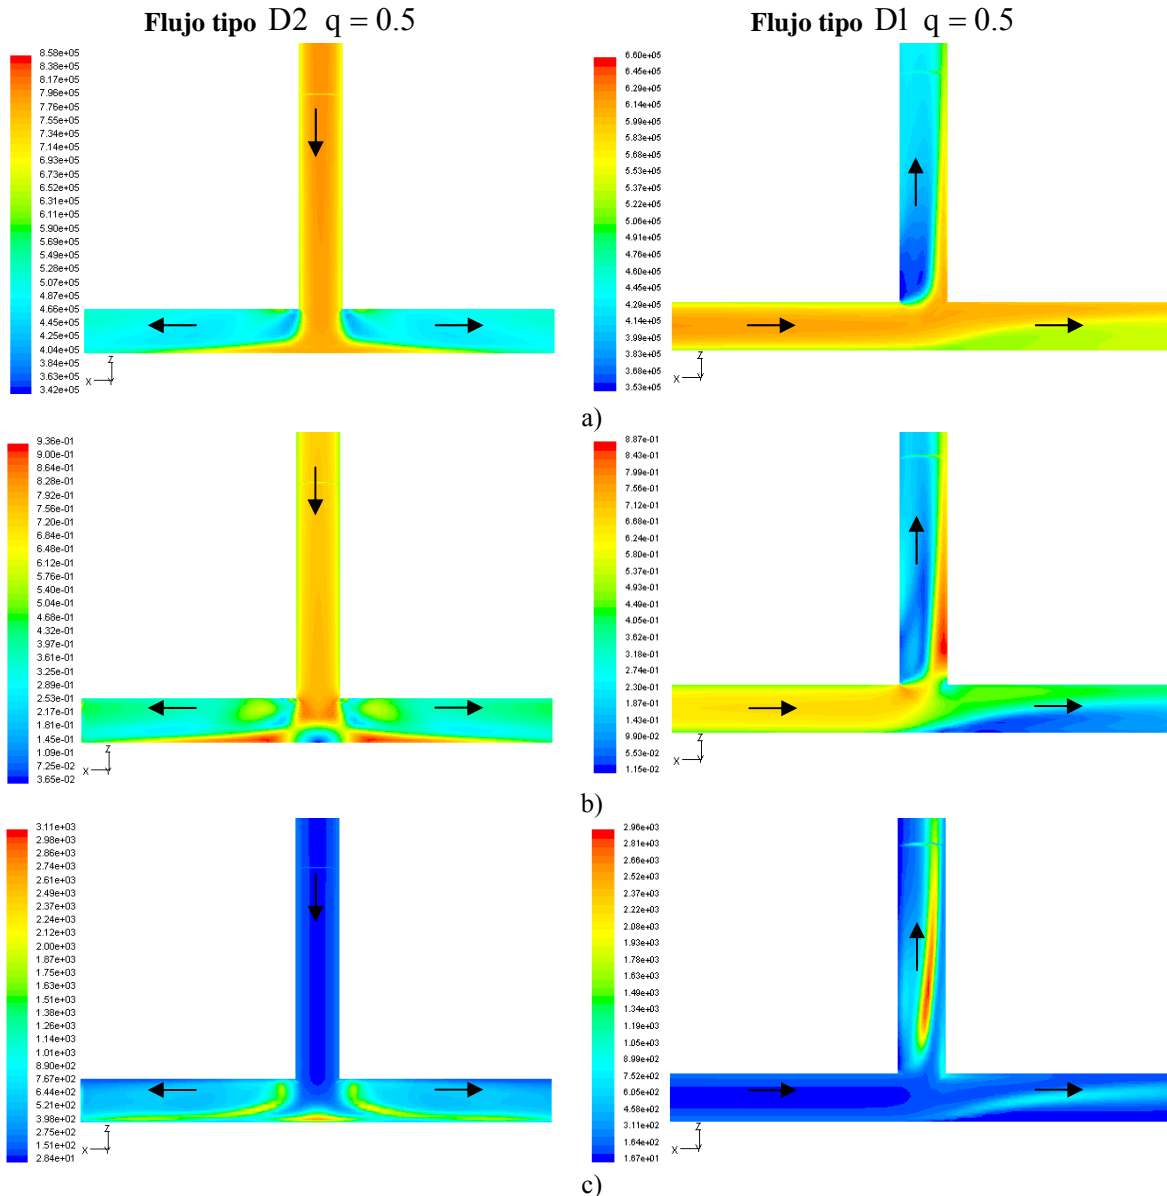 Flujo tipo D2 q = 0.5
Flujo tipo D1 q = 0.5
8.58e+05
8.38e+05
8.17e+05
7.96e+05
7.76e+05
7.55e+05
7.34e+05
7.14e+05
6.93e+05
6.73e+05
6.52e+05
6.31e+05
6.11e+05
5.90e+05
5.69e+05
5.49e+05
5.28e+05
5.07e+05
4.87e+05
4.66e+05
4.45e+05
4.25e+05
4.04e+05
3.84e+05
3.63e+05
3.42e+05
Z
X
Y
6.60e+05
6.45e+05
6.29e+05
6.14e+05
5.99e+05
5.83e+05
5.68e+05
5.53e+05
5.37e+05
5.22e+05
5.06e+05
4.91e+05
4.76e+05
4.60e+05
4.45e+05
4.29e+05
4.14e+05
3.99e+05
3.83e+05
3.68e+05
3.53e+05
Z
X
Y
a)
9.36e-01
9.00e-01
8.64e-01
8.28e-01
7.92e-01
7.56e-01
7.20e-01
6.84e-01
6.48e-01
6.12e-01
5.76e-01
5.40e-01
5.04e-01
4.68e-01
4.32e-01
3.97e-01
3.61e-01
3.25e-01
2.89e-01
2.53e-01
2.17e-01
1.81e-01
1.45e-01
1.09e-01
7.25e-02
3.65e-02
Z
X
Y
8.87e-01
8.43e-01
7.99e-01
7.56e-01
7.12e-01
6.68e-01
6.24e-01
5.80e-01
5.37e-01
4.93e-01
4.49e-01
4.05e-01
3.62e-01
3.18e-01
2.74e-01
2.30e-01
1.87e-01
1.43e-01
9.90e-02
5.53e-02
1.15e-02
Z
X
Y
b)
3.11e+03
2.98e+03
2.86e+03
2.74e+03
2.61e+03
2.49e+03
2.37e+03
2.24e+03
2.12e+03
2.00e+03
1.87e+03
1.75e+03
1.63e+03
1.51e+03
1.38e+03
1.26e+03
1.14e+03
1.01e+03
8.90e+02
7.67e+02
6.44e+02
5.21e+02
3.98e+02
2.75e+02
1.51e+02
2.84e+01
Z
X
Y
2.96e+03
2.81e+03
2.66e+03
2.52e+03
2.37e+03
2.22e+03
2.08e+03
1.93e+03
1.78e+03
1.63e+03
1.49e+03
1.34e+03
1.19e+03
1.05e+03
8.99e+02
7.52e+02
6.05e+02
4.58e+02
3.11e+02
1.64e+02
1.67e+01
Z
X
Y
c)